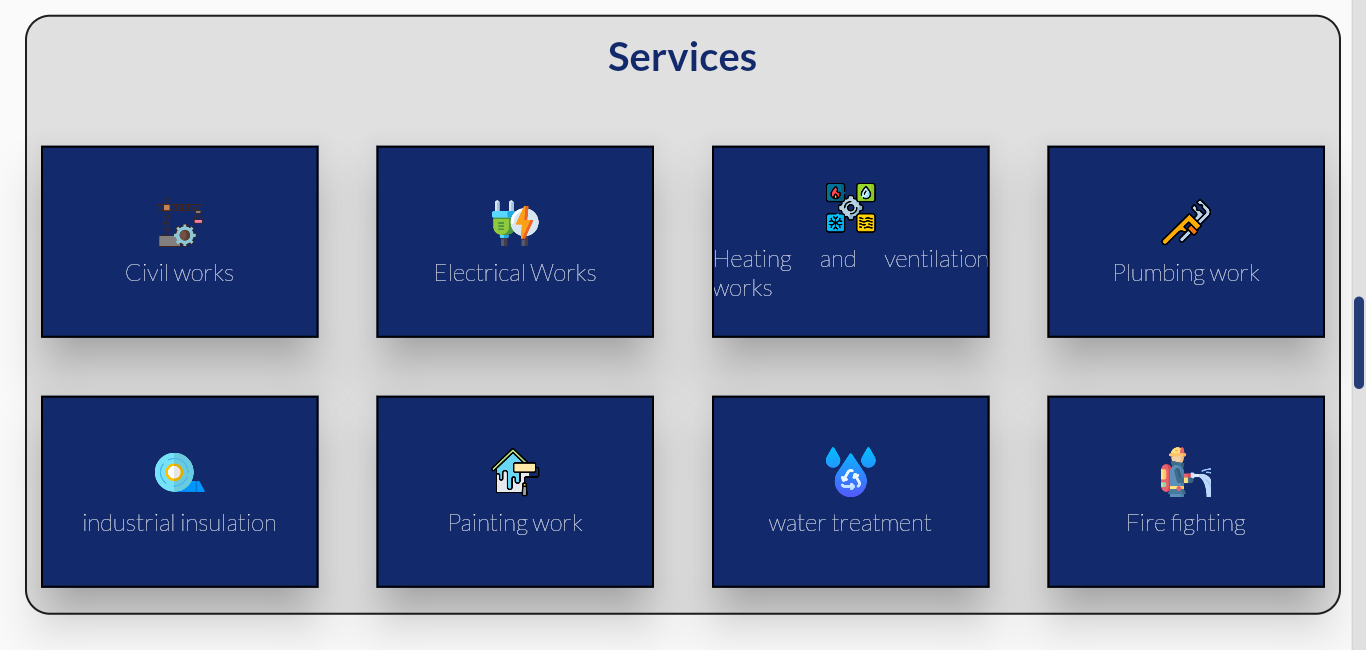 Services
Civil works
Electrical Works
Heating and ventilation
works
Plumbing work
industrial insulation
Painting work
water treatment
Fire fighting